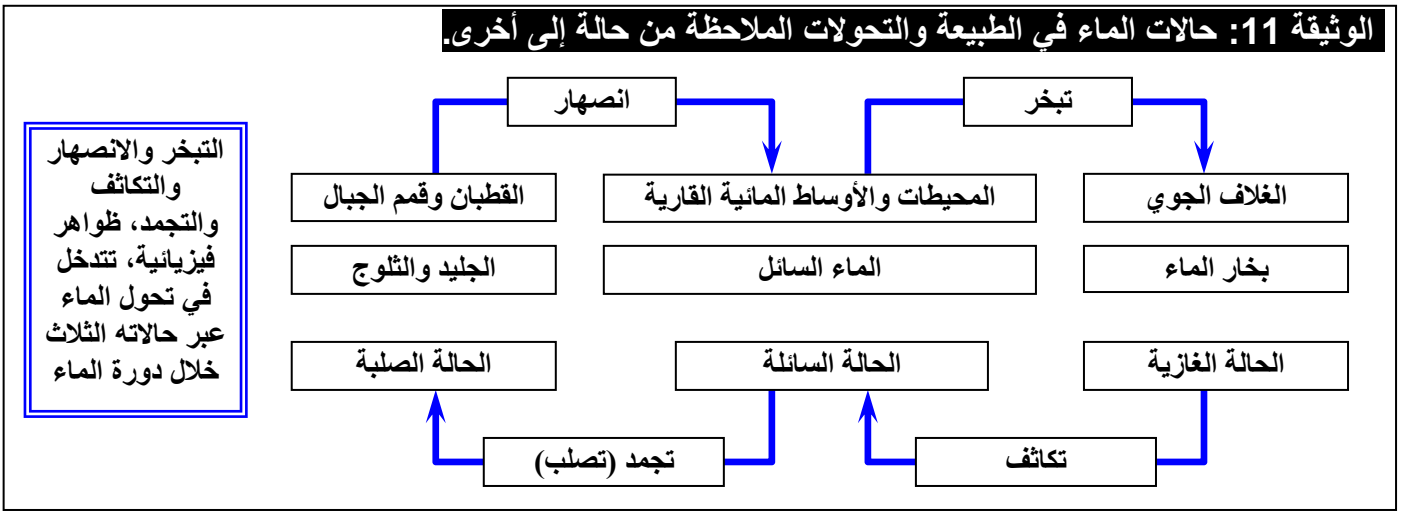 الوثيقة 11: حالات الماء في الطبيعة والتحولات الملاحظة من حالة إلى أخرى.
تبخر
انصهار
الغلاف الجوي
المحيطات والأوساط المائية القارية
القطبان وقمم الجبال
بخار الماء
الماء السائل
الجليد والثلوج
الحالة الغازية
الحالة السائلة
الحالة الصلبة
تكاثف
تجمد (تصلب)
التبخر والانصهار
والتكاثف
والتجمد، ظواهر
فيزيائية، تتدخل
في تحول الماء
عبر حالاته الثلاث
خلال دورة الماء